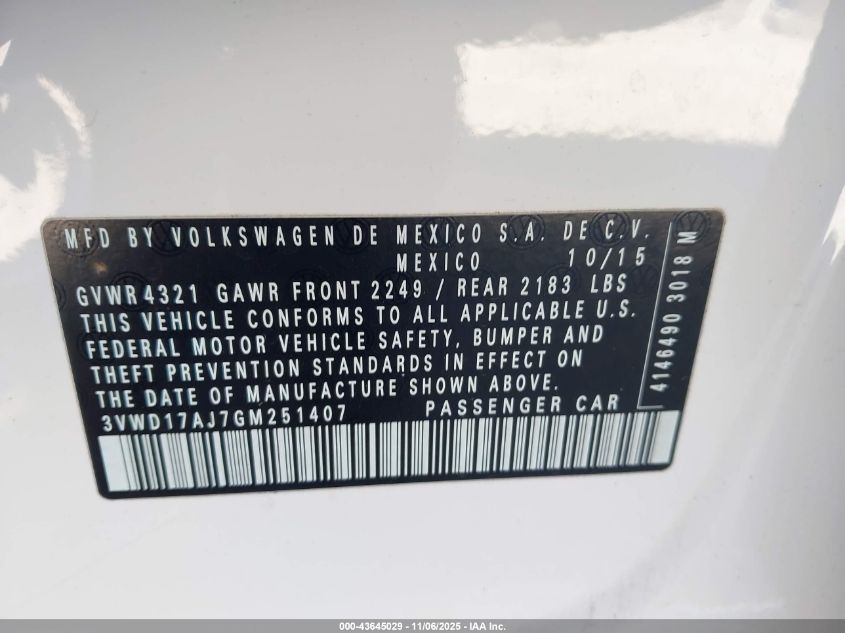 MFD BY VOLKSWAGEN DE MEXICO S.A. DE C.V.
MEXICO 10/15
GVWR 4321 GAWR FRONT 2249 / REAR 2183 LBS
THIS VEHICLE CONFORMS TO ALL APPLICABLE U.S.
FEDERAL MOTOR VEHICLE SAFETY, BUMPER AND
THEFT PREVENTION STANDARDS IN EFFECT ON
THE DATE OF MANUFACTURE SHOWN ABOVE.
3VWD17AJ7GM251407 PASSENGER CAR
4146490 3018 M
000-43645029 - 11/06/2025 - IAA Inc.